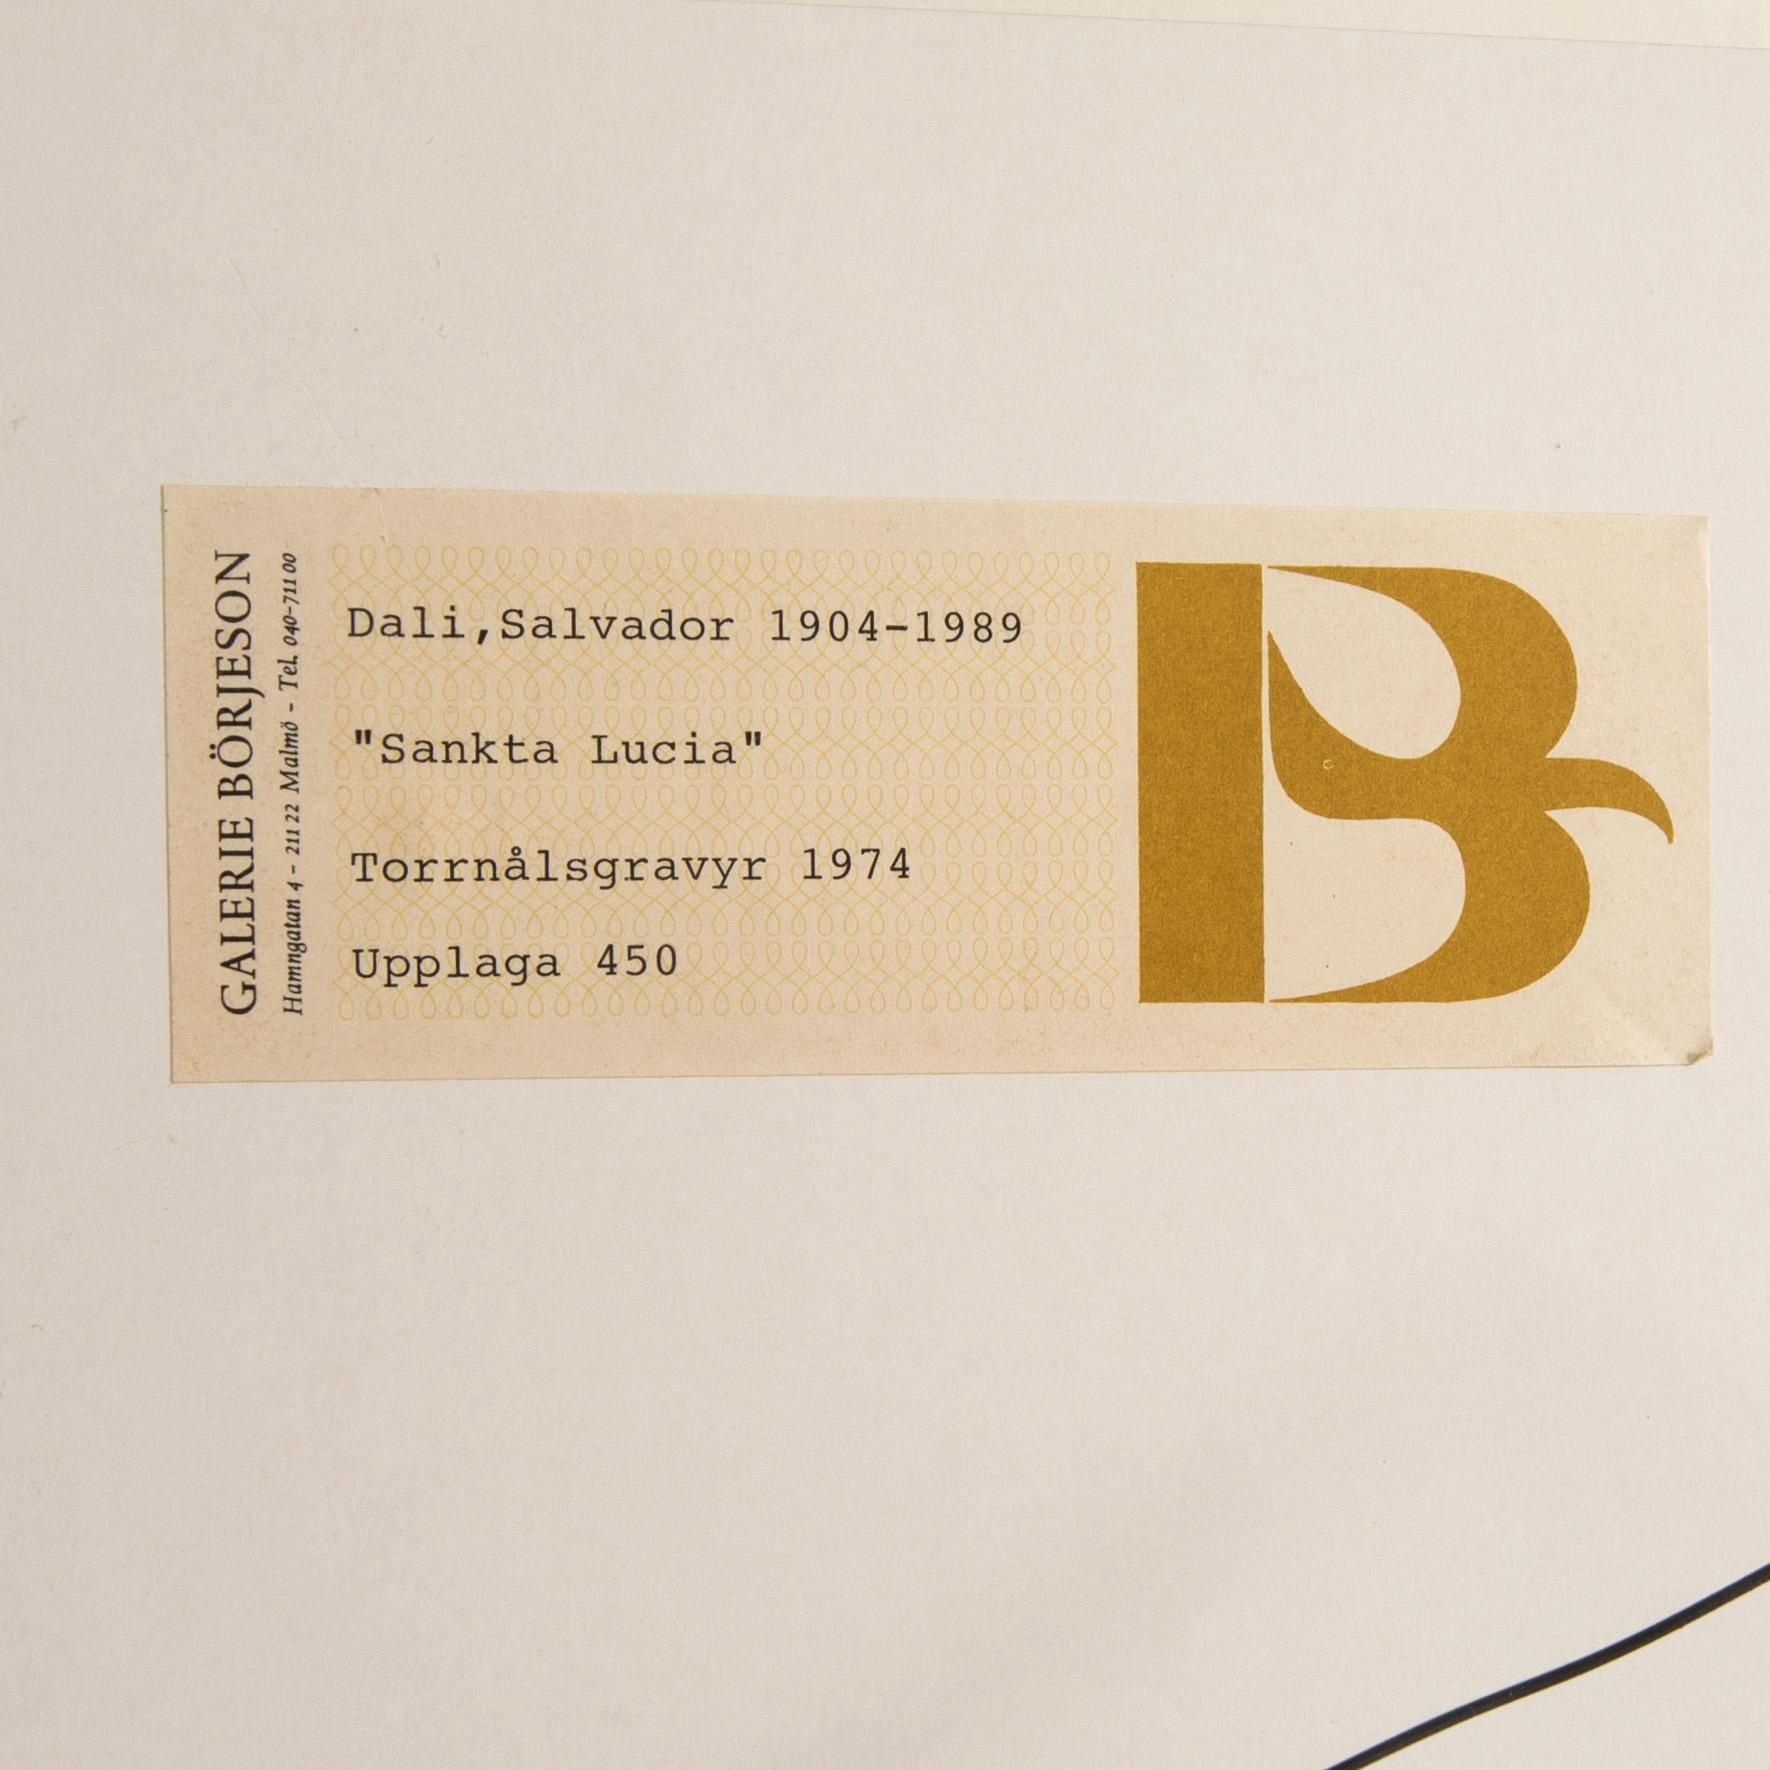 GALERIE BÖRJESON
Hamngatan 4 - 211 22 Malmö - Tel. 040-711 00
Dali,Salvador 1904-1989
"Sankta Lucia"
Torrnålsgravyr 1974
Upplaga 450
B